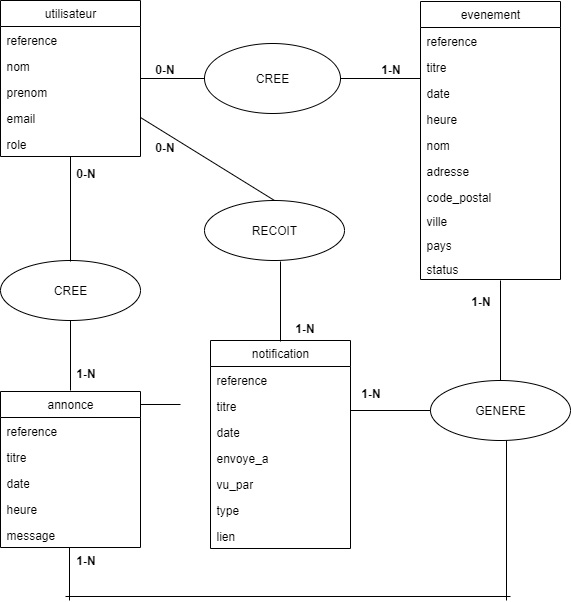 utilisateur
reference
nom
prenom
email
role
0-N
CREE
1-N
evenement
reference
titre
date
heure
nom
adresse
code_postal
ville
pays
status
0-N
RECOIT
1-N
0-N
CREE
1-N
annonce
reference
titre
date
heure
message
1-N
notification
reference
titre
date
envoye_a
vu_par
type
lien
1-N
1-N
GENERE